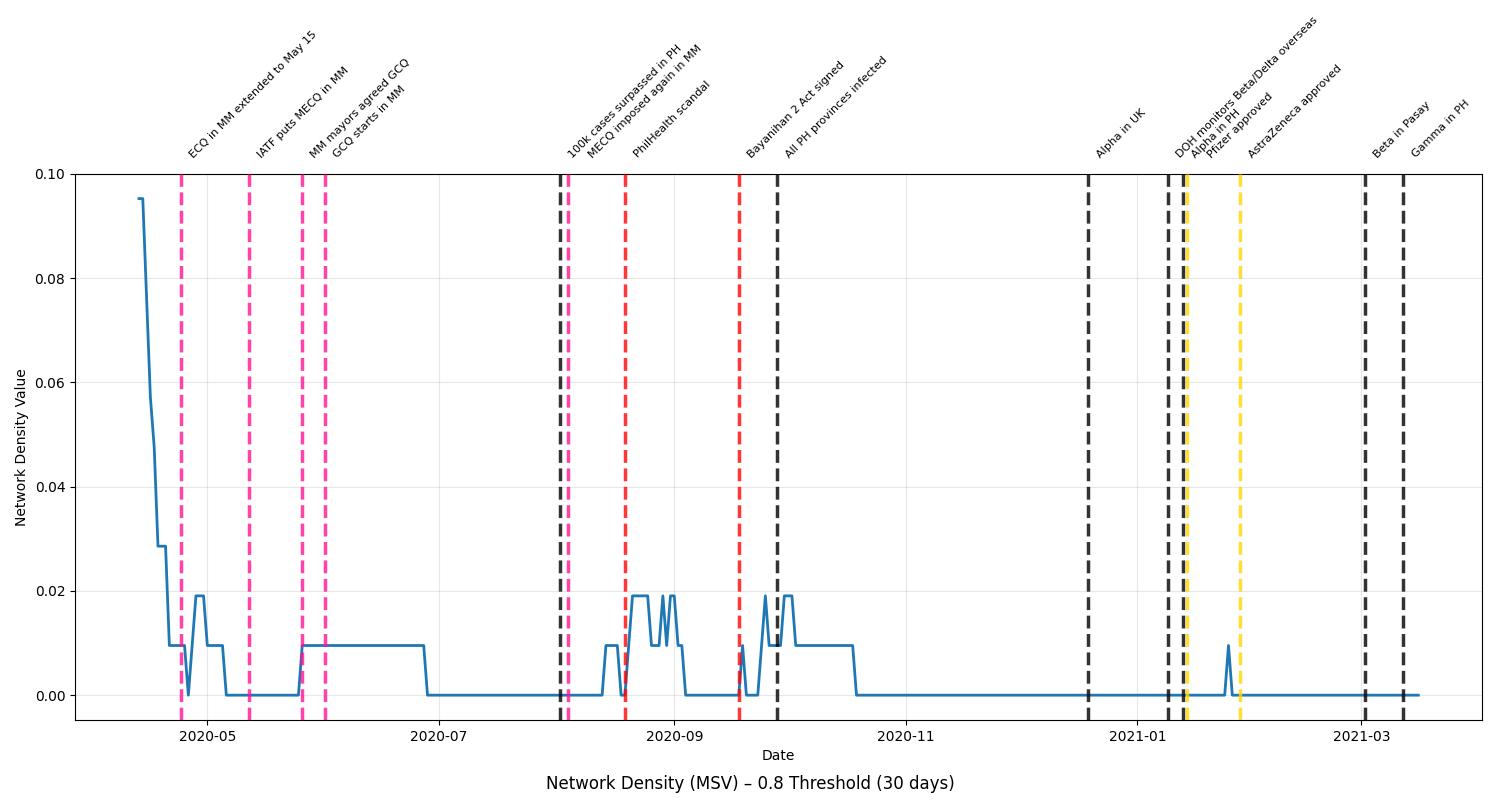 ECQ in MM extended to May 15
IATF puts MECQ in MM
MM mayors agreed GCQ
GCQ starts in MM
100k cases surpassed in PH
MECQ imposed again in MM
PhilHealth scandal
Bayanihan 2 Act signed
All PH provinces infected
Alpha in UK
DOH monitors Beta/Delta overseas
Alpha in PH
Pfizer approved
AstraZeneca approved
Beta in Pasay
Gamma in PH
Network Density Value
0.10
0.08
0.06
0.04
0.02
0.00
2020-05
2020-07
2020-09
2020-11
2021-01
2021-03
Date
Network Density (MSV) – 0.8 Threshold (30 days)